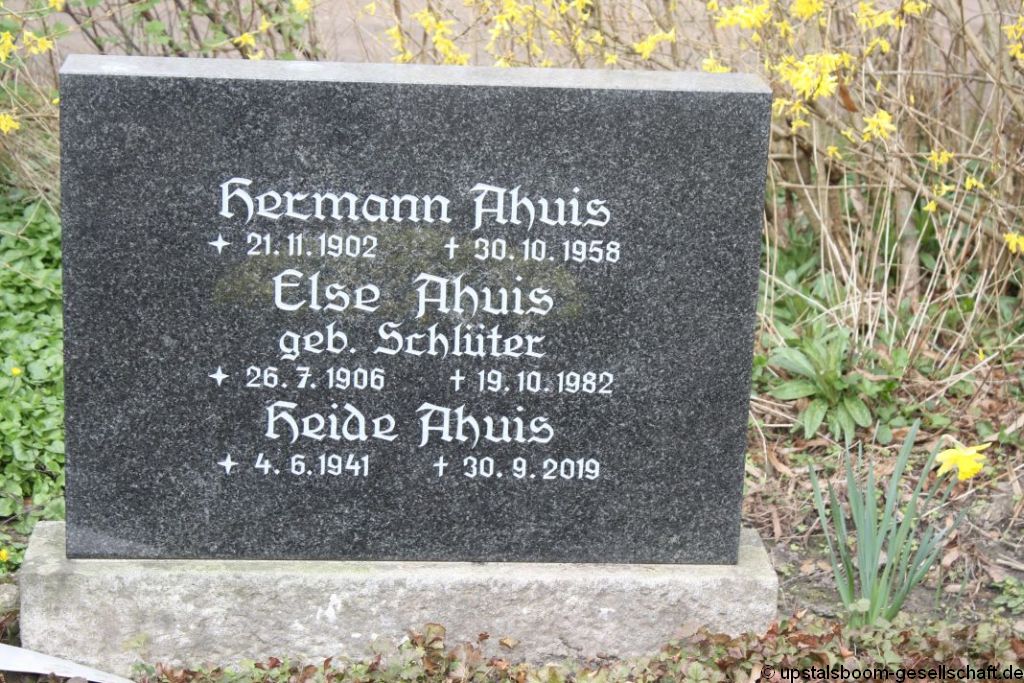 Hermann Ahuis
✦ 21. 11. 1902 † 30. 10. 1958
Else Ahuis
geb. Schlüter
✦ 26. 7. 1906 † 19. 10. 1982
Heide Ahuis
✦ 4. 6. 1941 † 30. 9. 2019
© upstalsboom-gesellschaft.de